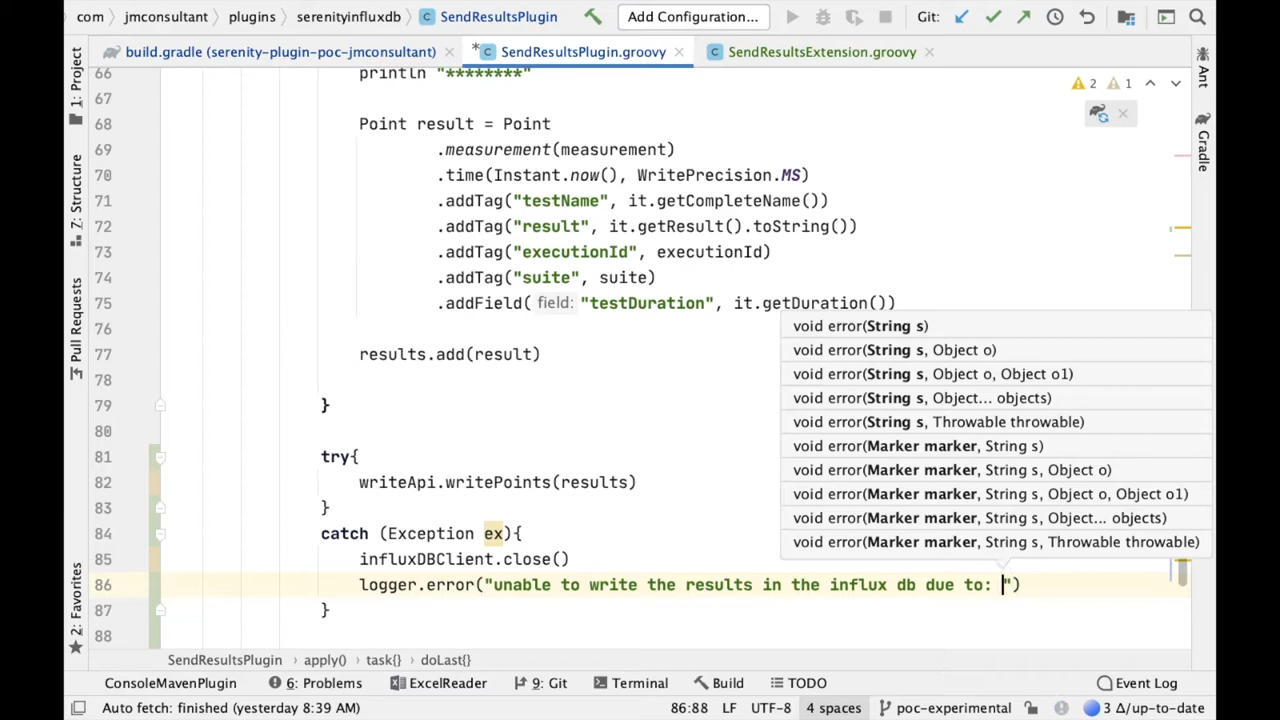 com › jmconsultant › plugins › serenityinfluxdb › SendResultsPlugin Add Configuration... Git:
build.gradle (serenity-plugin-poc-jmconsultant) × * SendResultsPlugin.groovy × SendResultsExtension.groovy ×
1: Project
7: Structure
Pull Requests
2: Favorites
Ant
Gradle
2 1
66 println "********"
67
68 Point result = Point
69 .measurement(measurement)
70 .time(Instant.now(), WritePrecision.MS)
71 .addTag("testName", it.getCompleteName())
72 .addTag("result", it.getResult().toString())
73 .addTag("executionId", executionId)
74 .addTag("suite", suite)
75 .addField( field: "testDuration", it.getDuration())
76
77 results.add(result)
78
79 }
80
81 try{
82 writeApi.writePoints(results)
83 }
84 catch (Exception ex){
85 influxDBClient.close()
86 logger.error("unable to write the results in the influx db due to: ")
87 }
88
void error(String s)
void error(String s, Object o)
void error(String s, Object o, Object o1)
void error(String s, Object... objects)
void error(String s, Throwable throwable)
void error(Marker marker, String s)
void error(Marker marker, String s, Object o)
void error(Marker marker, String s, Object o, Object o1)
void error(Marker marker, String s, Object... objects)
void error(Marker marker, String s, Throwable throwable)
SendResultsPlugin › apply() › task{} › doLast{}
ConsoleMavenPlugin 6: Problems ExcelReader 9: Git Terminal Build TODO Event Log
Auto fetch: finished (yesterday 8:39 AM) 86:88 LF UTF-8 4 spaces poc-experimental 3 Δ/up-to-date